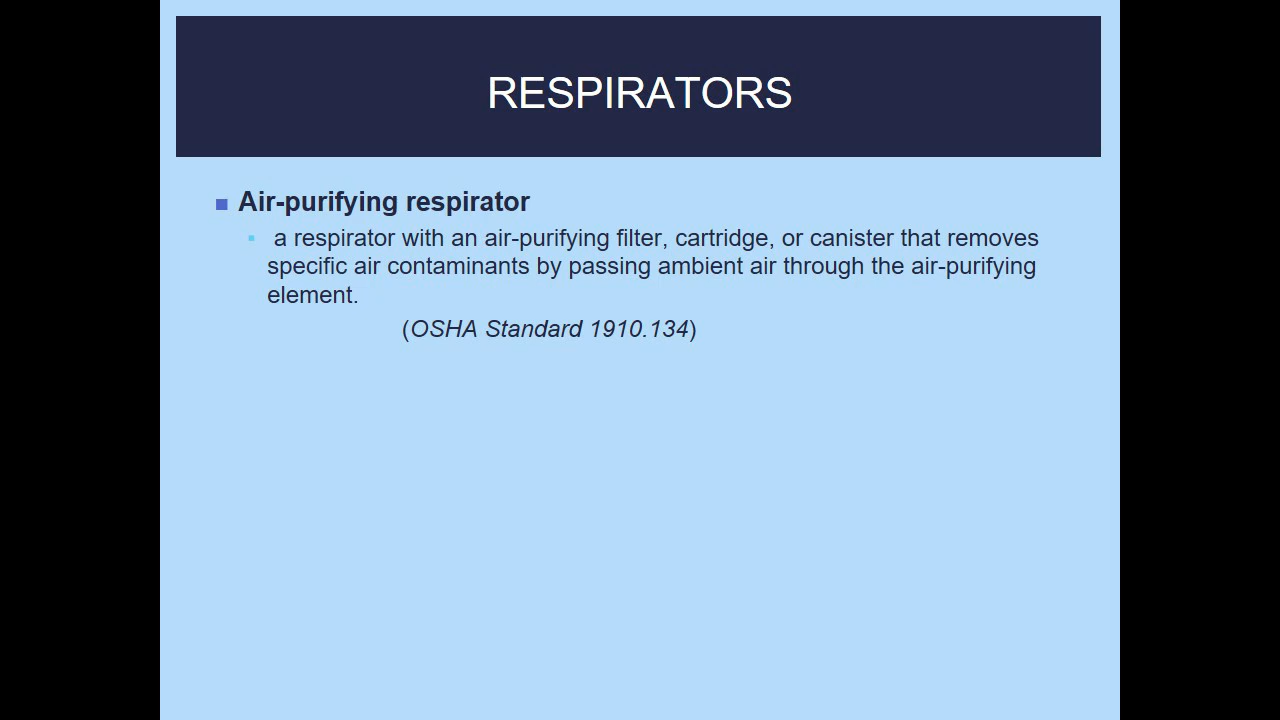 RESPIRATORS
Air-purifying respirator
a respirator with an air-purifying filter, cartridge, or canister that removes
specific air contaminants by passing ambient air through the air-purifying
element.
(OSHA Standard 1910.134)